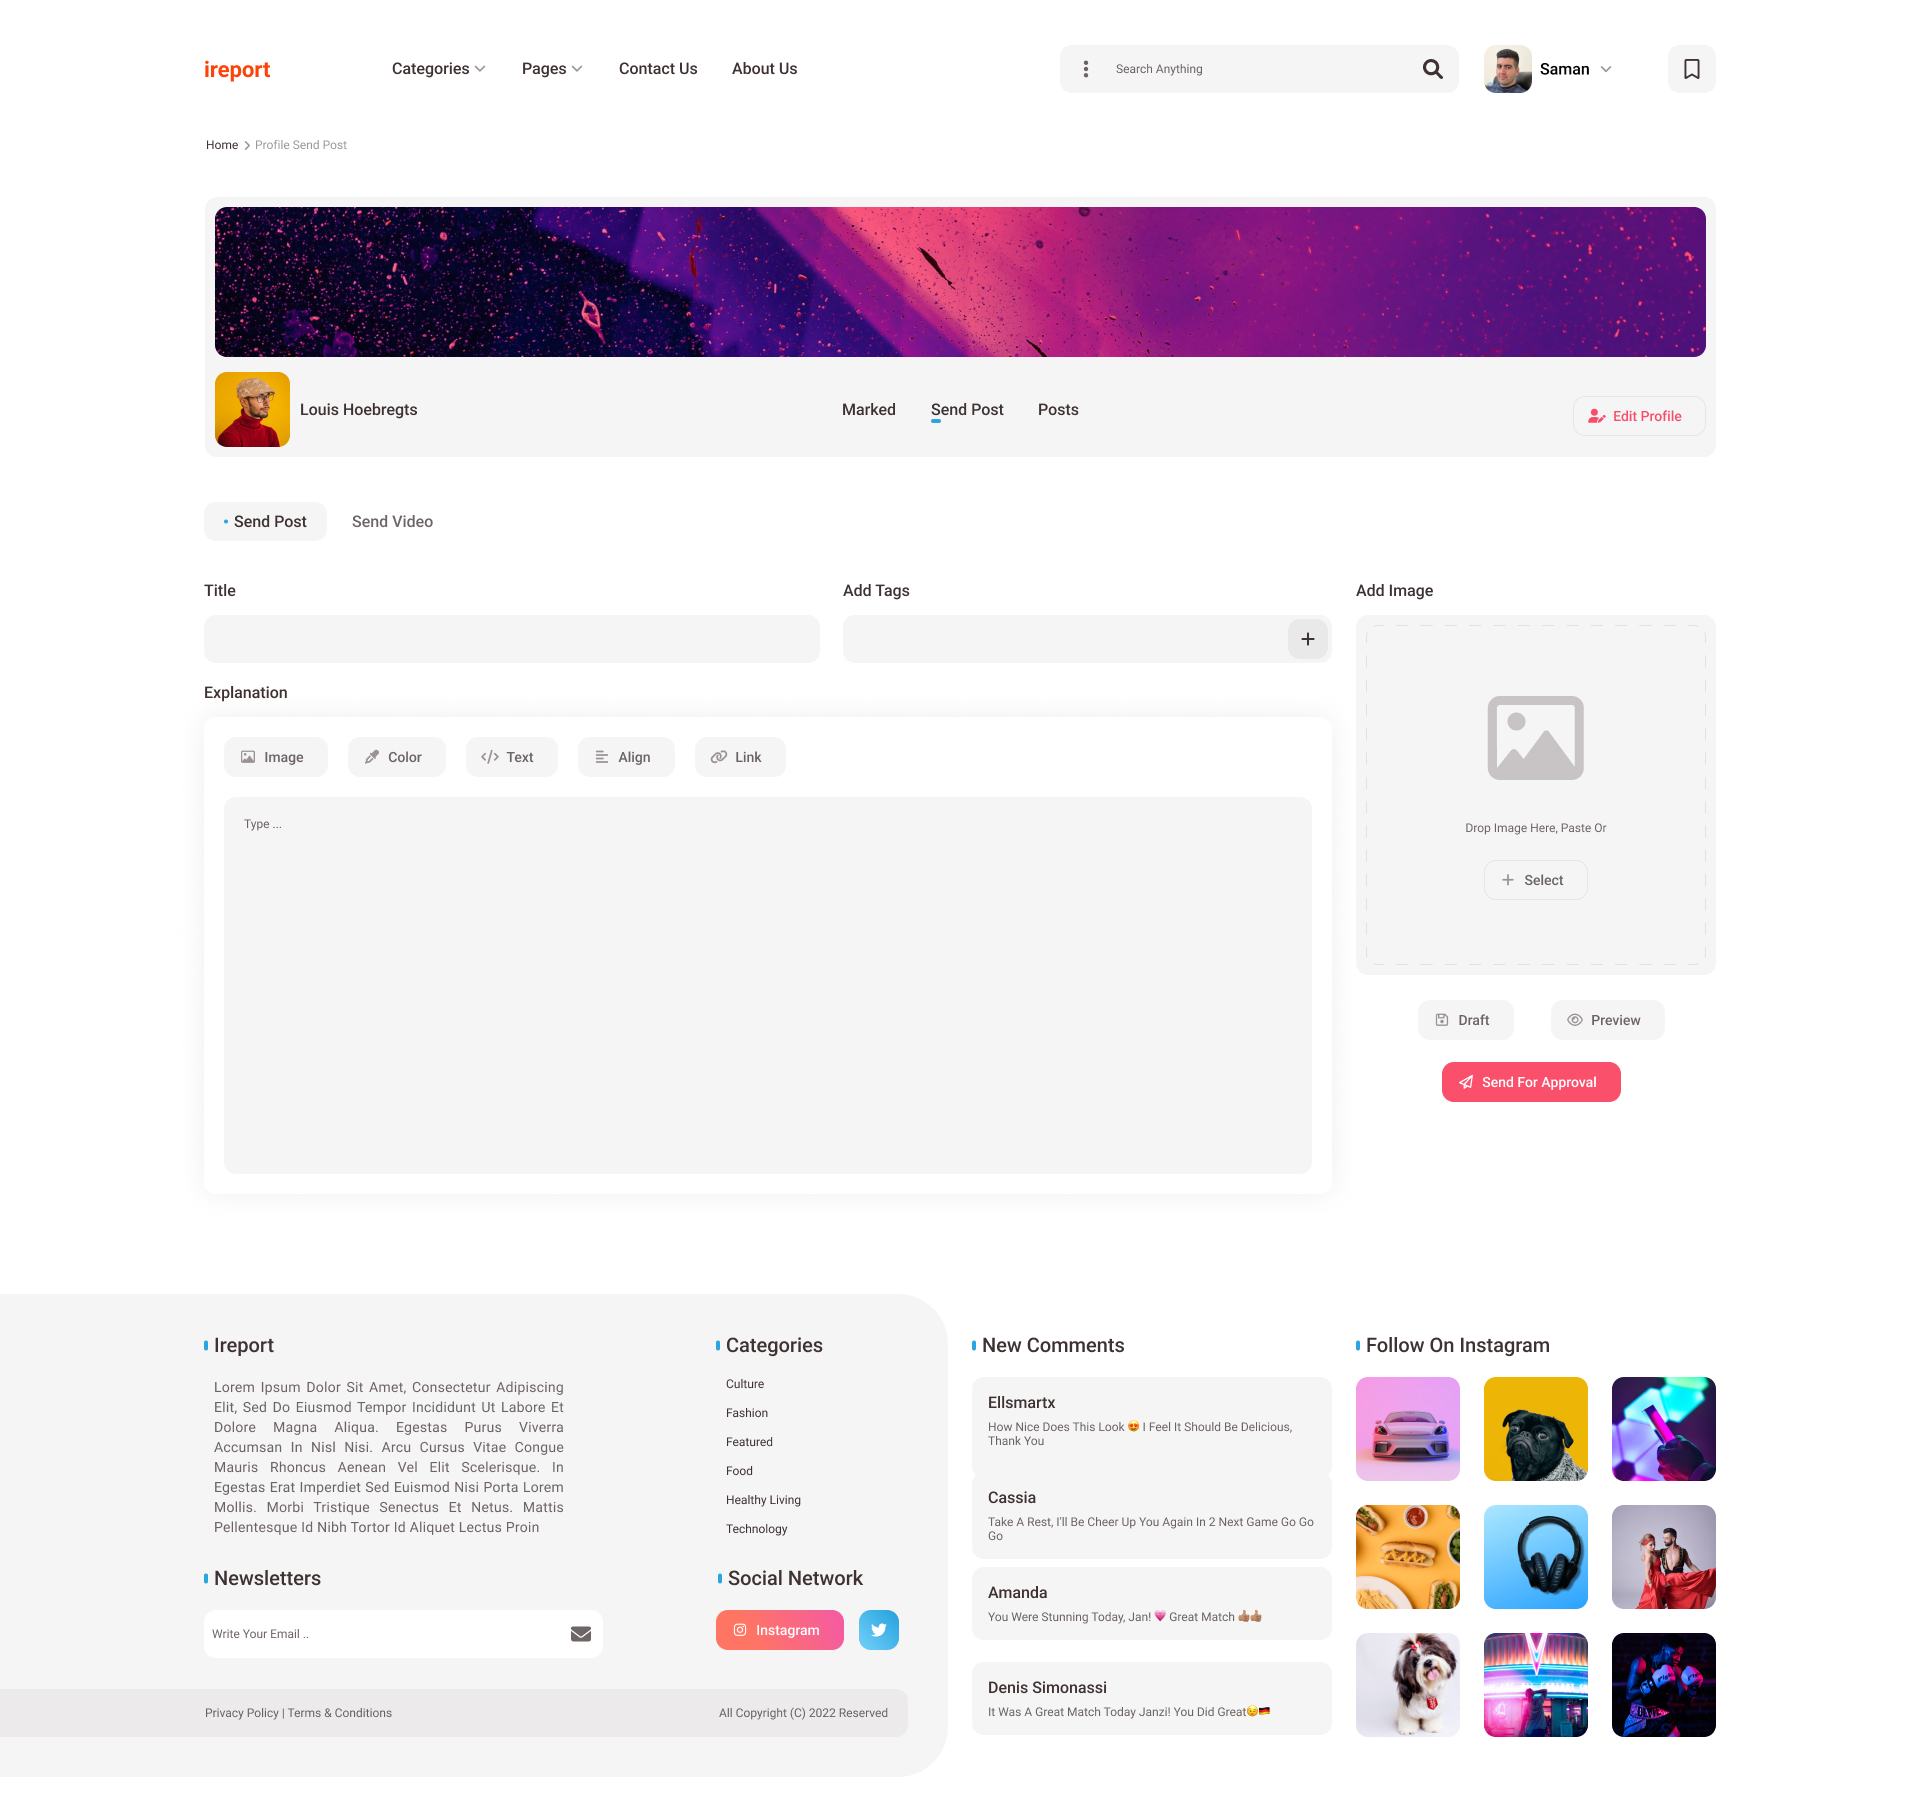 ireport
Categories
Pages
Contact Us
About Us
Search Anything
Saman
Home
Profile Send Post
Louis Hoebregts
Marked
Send Post
Posts
Edit Profile
Send Post
Send Video
Title
Add Tags
Add Image
Explanation
Image
Color
Text
Align
Link
Type ...
Drop Image Here, Paste Or
Select
Draft
Preview
Send For Approval
Ireport
Lorem Ipsum Dolor Sit Amet, Consectetur Adipiscing
Elit, Sed Do Eiusmod Tempor Incididunt Ut Labore Et
Dolore Magna Aliqua. Egestas Purus Viverra
Accumsan In Nisl Nisi. Arcu Cursus Vitae Congue
Mauris Rhoncus Aenean Vel Elit Scelerisque. In
Egestas Erat Imperdiet Sed Euismod Nisi Porta Lorem
Mollis. Morbi Tristique Senectus Et Netus. Mattis
Pellentesque Id Nibh Tortor Id Aliquet Lectus Proin
Newsletters
Write Your Email ..
Categories
Culture
Fashion
Featured
Food
Healthy Living
Technology
Social Network
Instagram
Privacy Policy | Terms & Conditions
All Copyright (C) 2022 Reserved
New Comments
Ellsmartx
How Nice Does This Look 😍 I Feel It Should Be Delicious,
Thank You
Cassia
Take A Rest, I'll Be Cheer Up You Again In 2 Next Game Go Go
Go
Amanda
You Were Stunning Today, Jan! 💗 Great Match 👍🏽👍🏽
Denis Simonassi
It Was A Great Match Today Janzi! You Did Great😉🇩🇪
Follow On Instagram